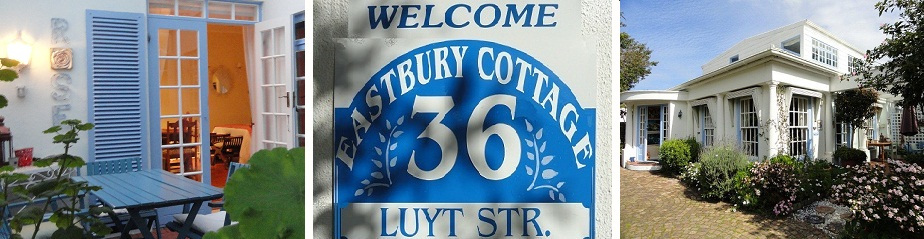 WELCOME
EASTBURY COTTAGE
36
LUYT STR.